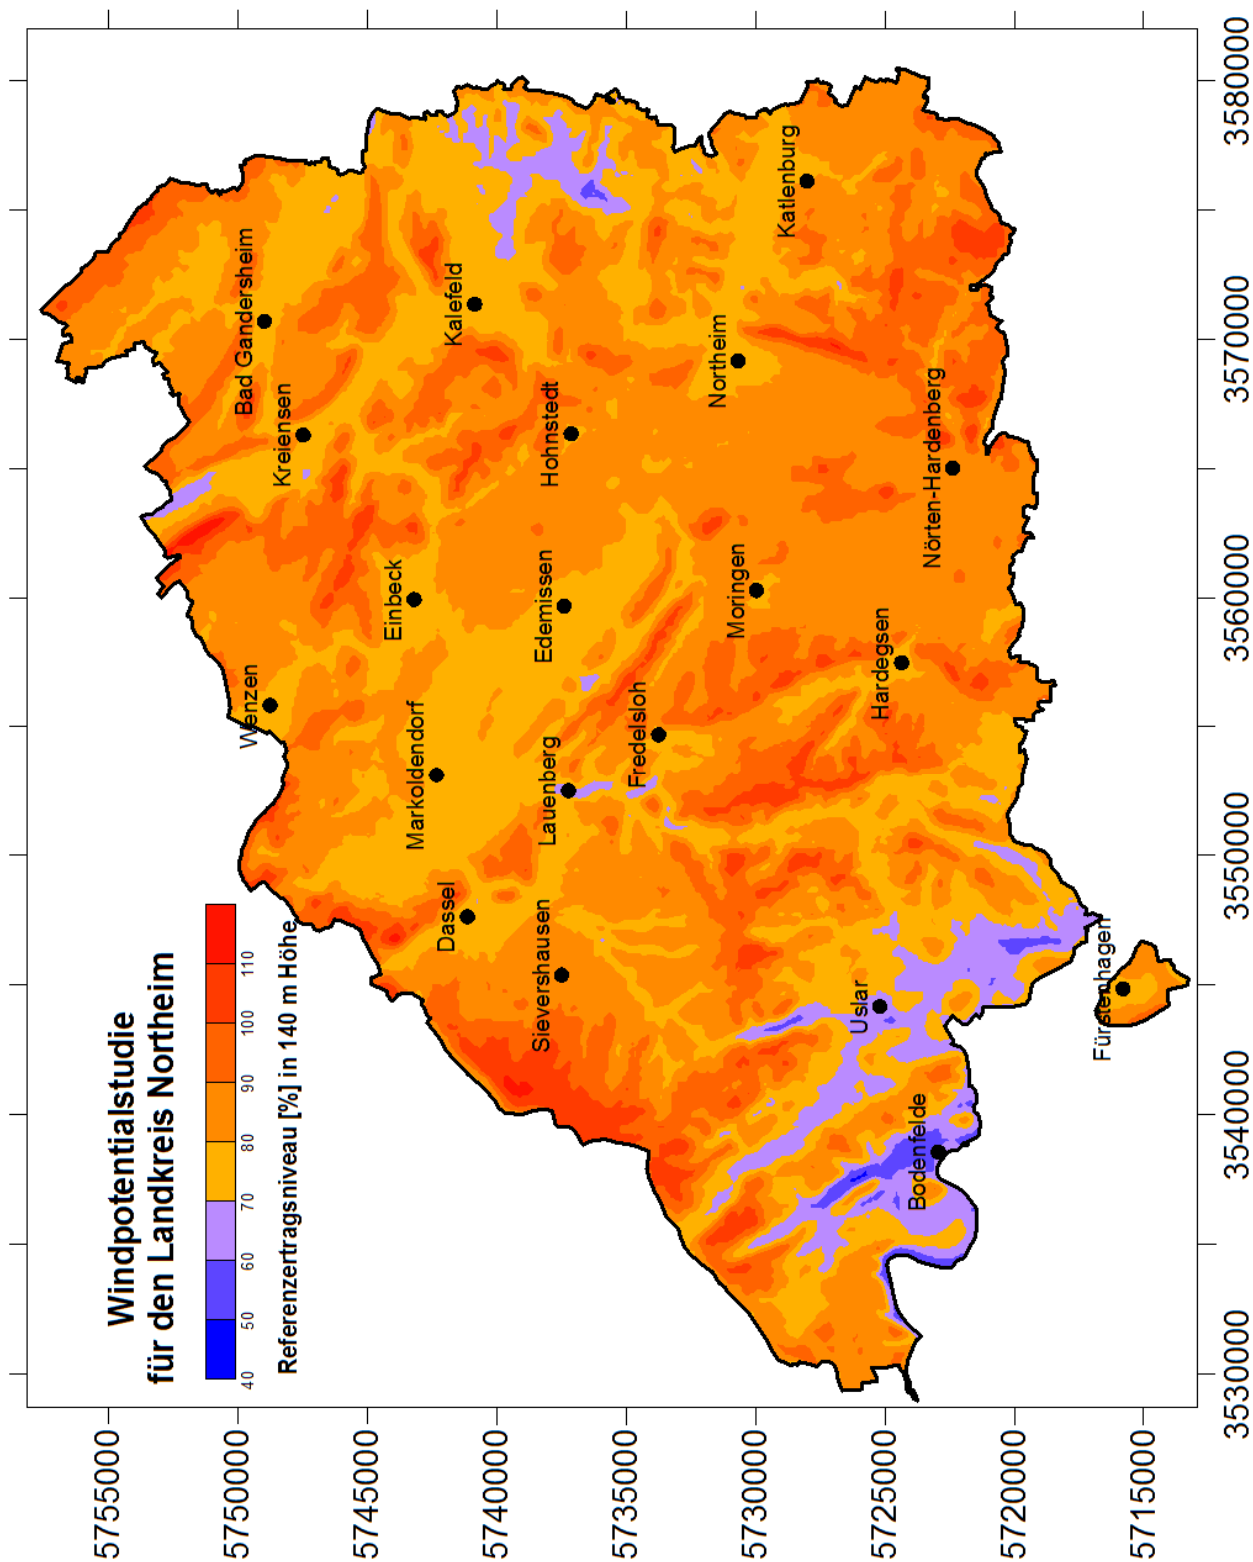 Windpotentialstudie
für den Landkreis Northeim
40 50 60 70 80 90 100 110
Referenzertragsniveau [%] in 140 m Höhe
5755000
5750000
5745000
5740000
5735000
5730000
5725000
5720000
5715000
3530000 3540000 3550000 3560000 3570000 3580000
Bad Gandersheim
Kreiensen
Wenzen
Kalefeld
Einbeck
Markoldendorf
Dassel
Hohnstedt
Edemissen
Lauenberg
Sievershausen
Fredelsloh
Northeim
Katlenburg
Moringen
Hardegsen
Nörten-Hardenberg
Uslar
Bodenfelde
Fürstenhagen